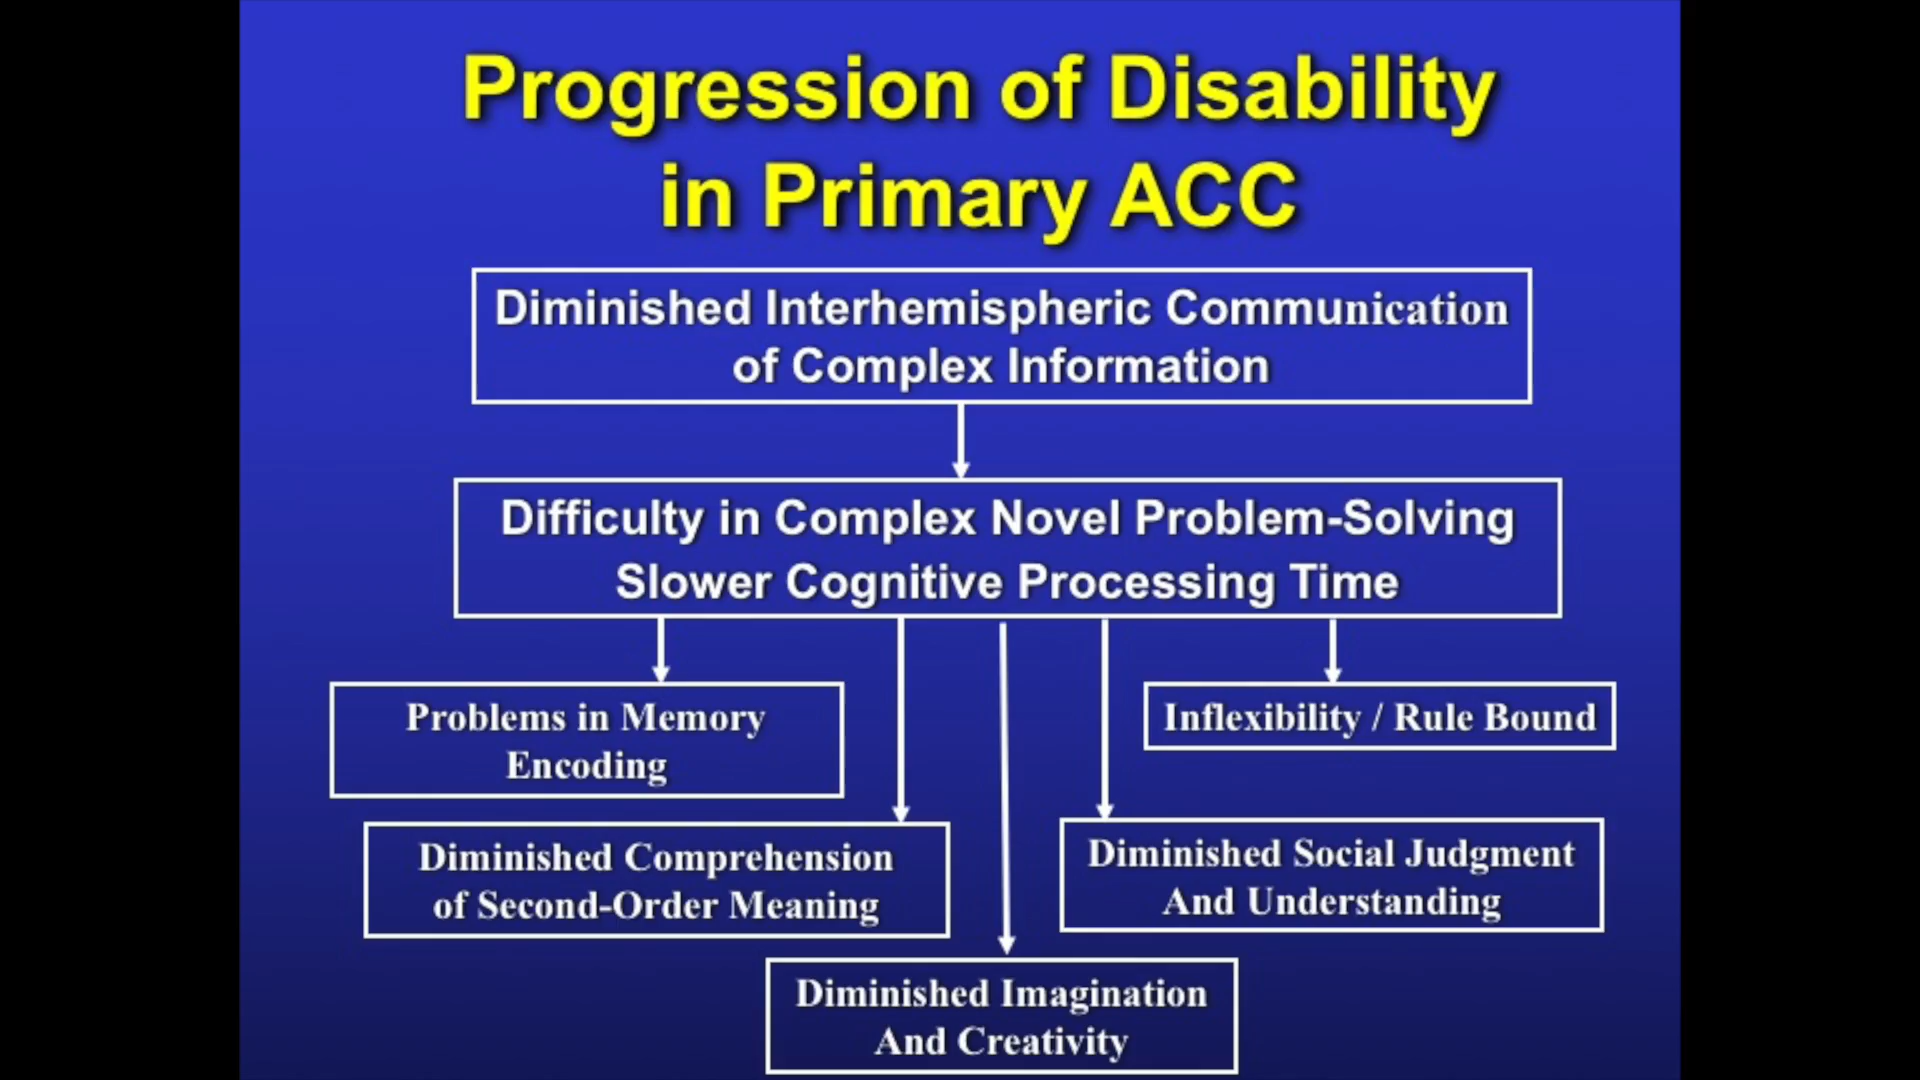 Progression of Disability
in Primary ACC
Diminished Interhemispheric Communication
of Complex Information
Difficulty in Complex Novel Problem-Solving
Slower Cognitive Processing Time
Problems in Memory
Encoding
Inflexibility / Rule Bound
Diminished Comprehension
of Second-Order Meaning
Diminished Social Judgment
And Understanding
Diminished Imagination
And Creativity